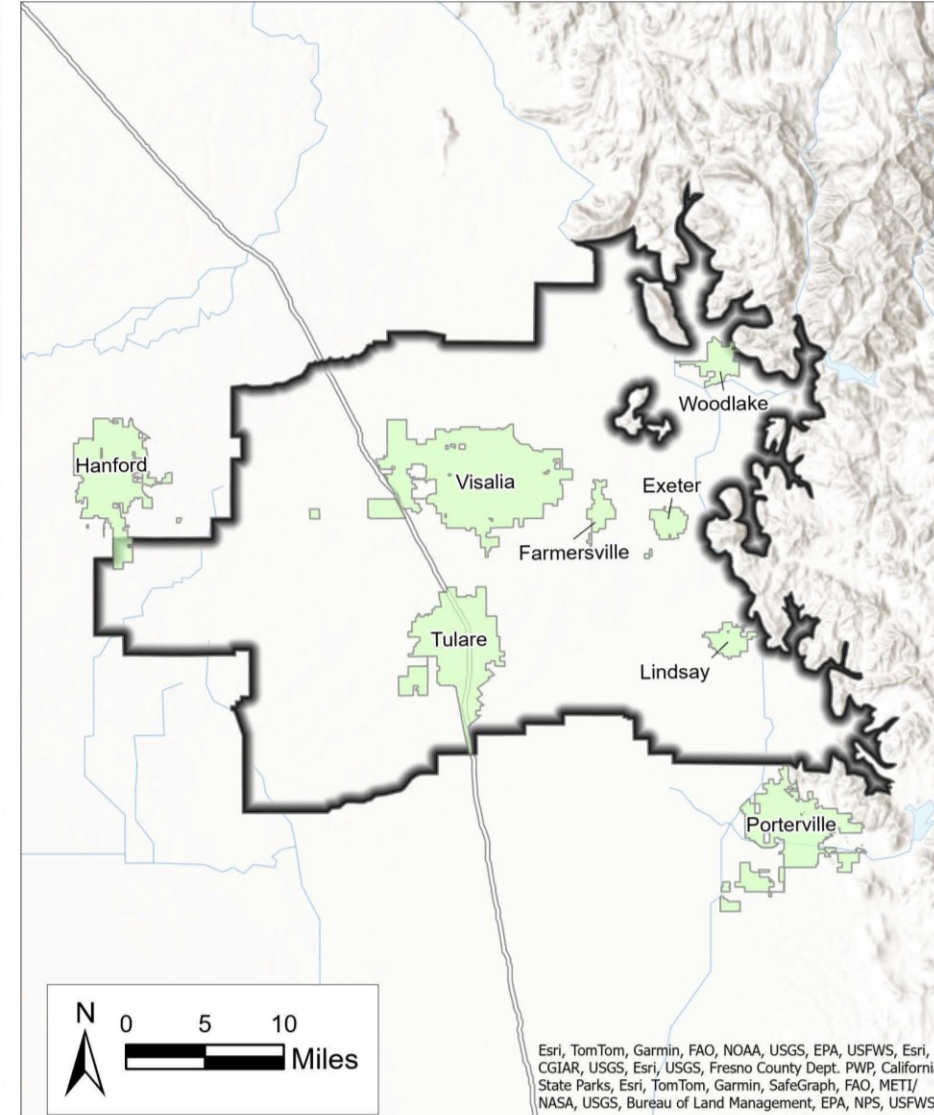 Woodlake
Hanford
Visalia
Exeter
Farmersville
Tulare
Lindsay
Porterville
N
0 5 10
Miles
Esri, TomTom, Garmin, FAO, NOAA, USGS, EPA, USFWS, Esri,
CGIAR, USGS, Esri, USGS, Fresno County Dept. PWP, California
State Parks, Esri, TomTom, Garmin, SafeGraph, FAO, METI/
NASA, USGS, Bureau of Land Management, EPA, NPS, USFWS